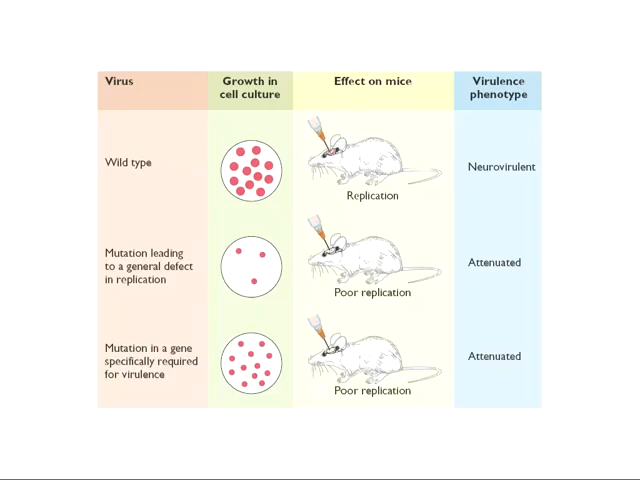 Virus
Growth in
cell culture
Effect on mice
Virulence
phenotype
Wild type
Replication
Neurovirulent
Mutation leading
to a general defect
in replication
Poor replication
Attenuated
Mutation in a gene
specifically required
for virulence
Poor replication
Attenuated